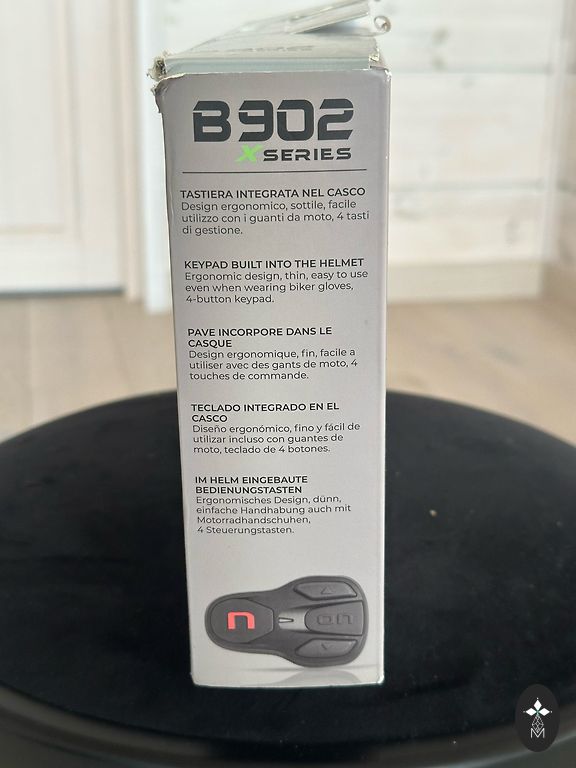 B902
X SERIES
TASTIERA INTEGRATA NEL CASCO
Design ergonomico, sottile, facile
utilizzo con i guanti da moto, 4 tasti
di gestione.
KEYPAD BUILT INTO THE HELMET
Ergonomic design, thin, easy to use
even when wearing biker gloves,
4-button keypad.
PAVE INCORPORE DANS LE
CASQUE
Design ergonomique, fin, facile a
utiliser avec des gants de moto, 4
touches de commande.
TECLADO INTEGRADO EN EL
CASCO
Diseño ergonómico, fino y fácil de
utilizar incluso con guantes de
moto, teclado de 4 botones.
IM HELM EINGEBAUTE
BEDIENUNGSTASTEN
Ergonomisches Design, dünn,
einfache Handhabung auch mit
Motorradhandschuhen,
4 Steuerungstasten.
n
ON
M